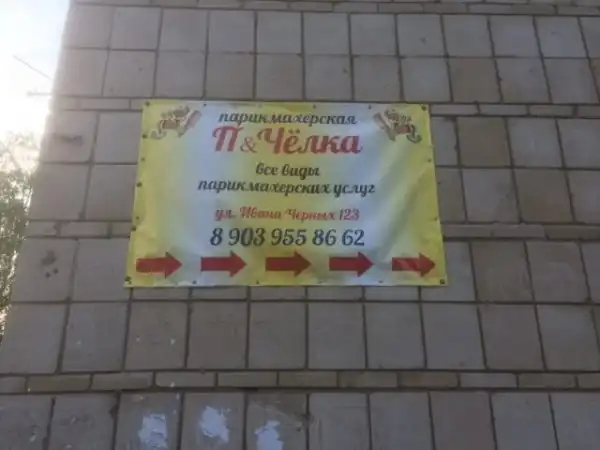 парикмахерская
П&Чёлка
все виды
парикмахерских услуг
ул. Ивана Черных 123
8 903 955 86 62